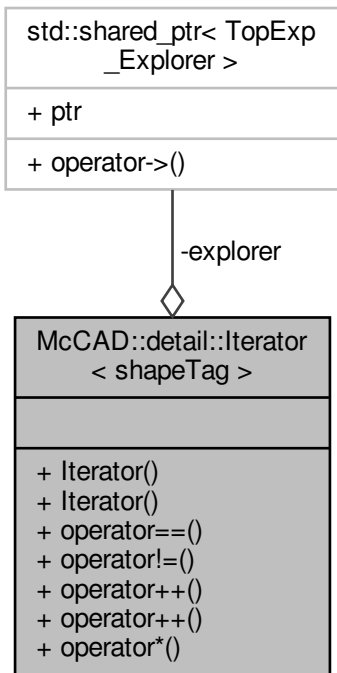 std::shared_ptr< TopExp
_Explorer >
+ ptr
+ operator->()
-explorer
McCAD::detail::Iterator
< shapeTag >
+ Iterator()
+ Iterator()
+ operator==()
+ operator!=()
+ operator++()
+ operator++()
+ operator*()